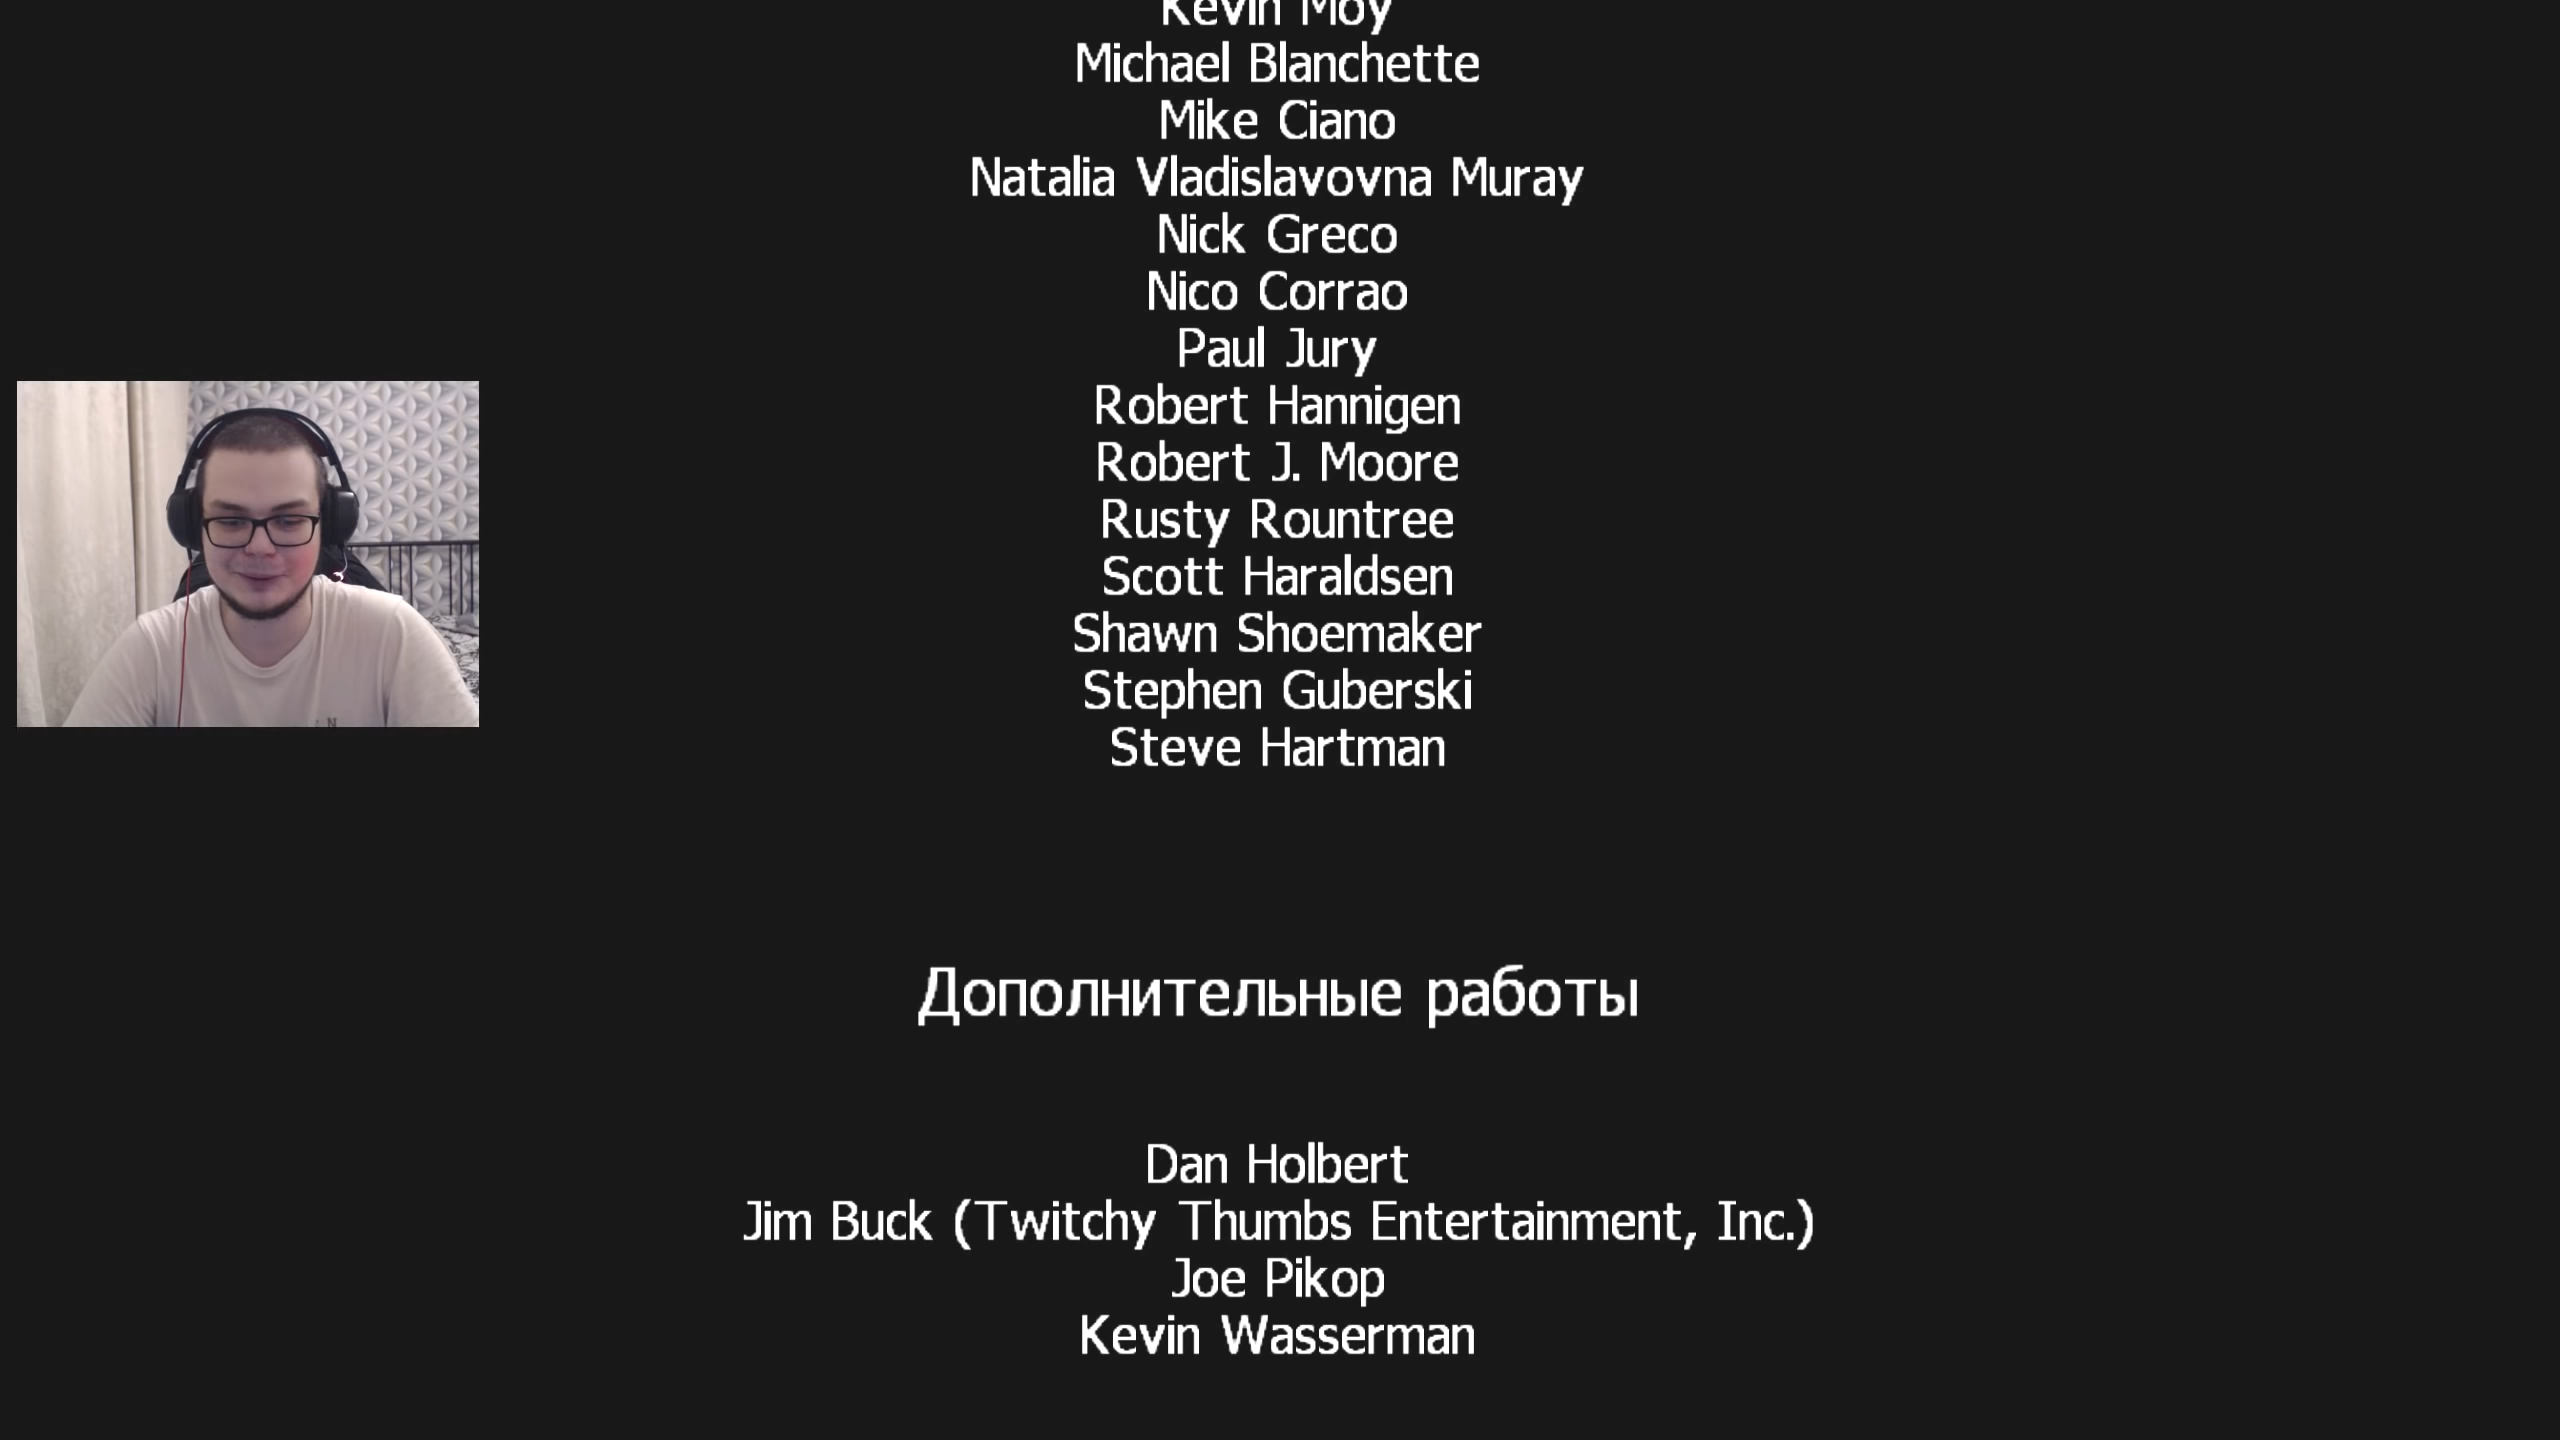 Kevin Moy
Michael Blanchette
Mike Ciano
Natalia Vladislavovna Muray
Nick Greco
Nico Corrao
Paul Jury
Robert Hannigen
Robert J. Moore
Rusty Rountree
Scott Haraldsen
Shawn Shoemaker
Stephen Guberski
Steve Hartman
Дополнительные работы
Dan Holbert
Jim Buck (Twitchy Thumbs Entertainment, Inc.)
Joe Pikop
Kevin Wasserman